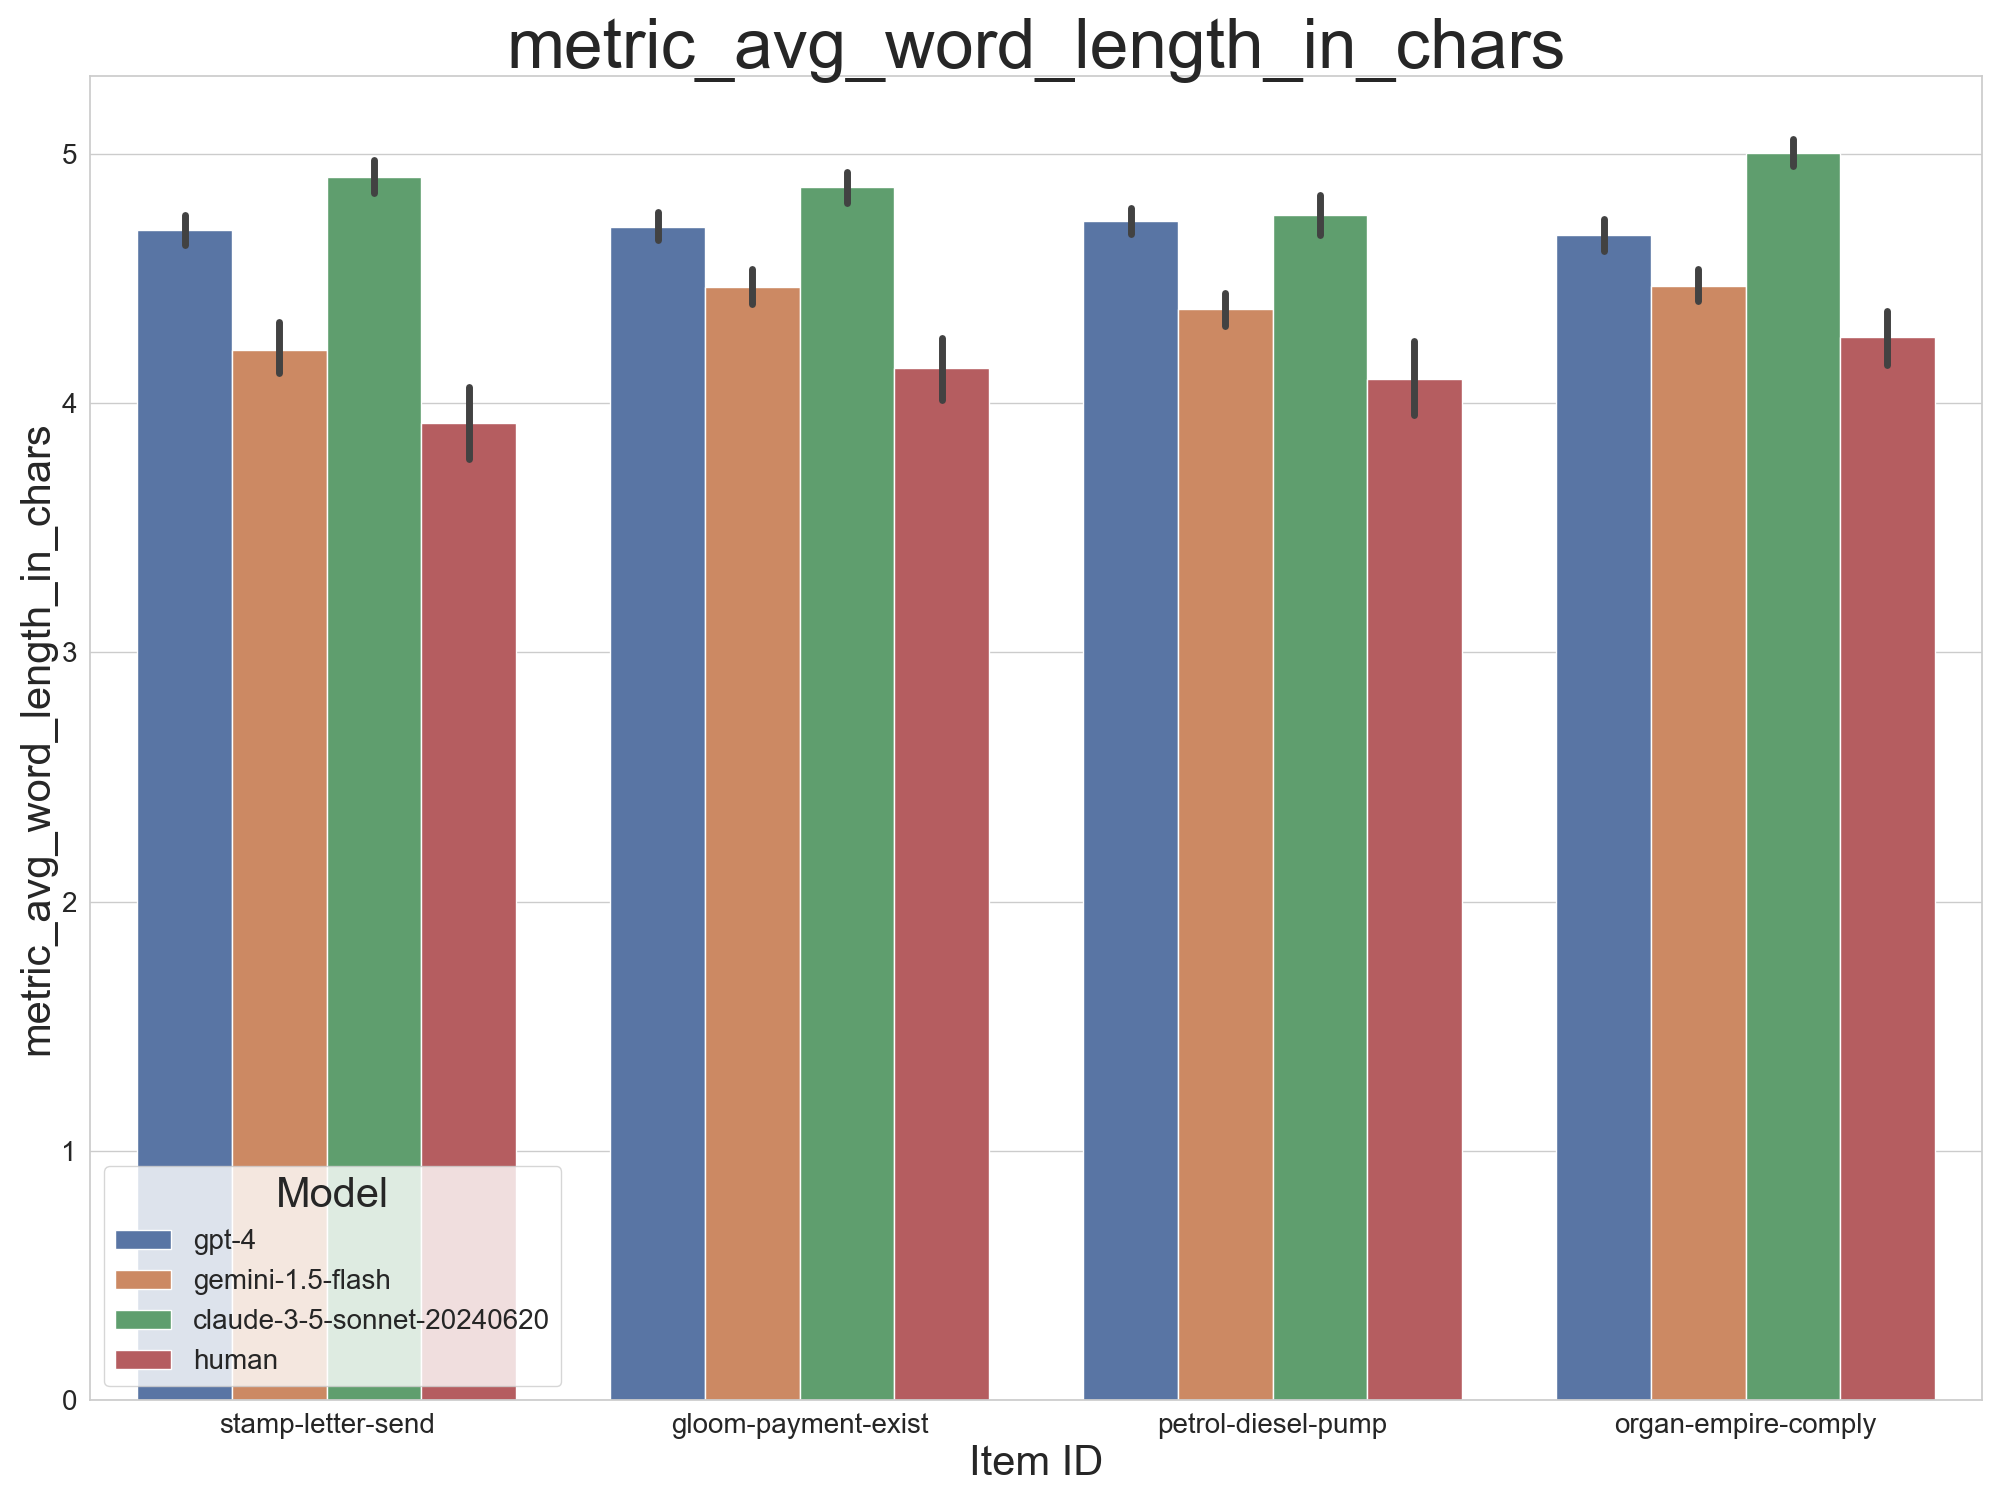 metric_avg_word_length_in_chars
metric_avg_word_length_in_chars
5
4
3
2
1
0
Model
gpt-4
gemini-1.5-flash
claude-3-5-sonnet-20240620
human
stamp-letter-send
gloom-payment-exist
petrol-diesel-pump
organ-empire-comply
Item ID